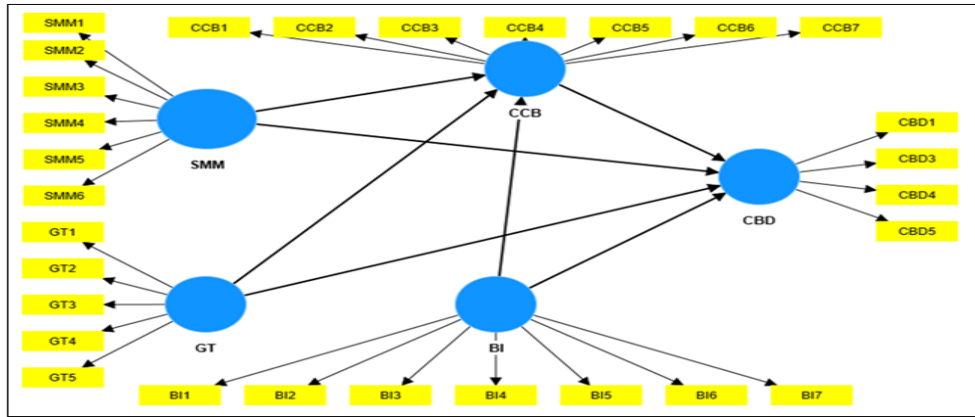 SMM1
SMM2
SMM3
SMM4
SMM5
SMM6
SMM
CCB1
CCB2
CCB3
CCB4
CCB5
CCB6
CCB7
CCB
CBD1
CBD3
CBD4
CBD5
CBD
GT1
GT2
GT3
GT4
GT5
GT
BI
BI1
BI2
BI3
BI4
BI5
BI6
BI7